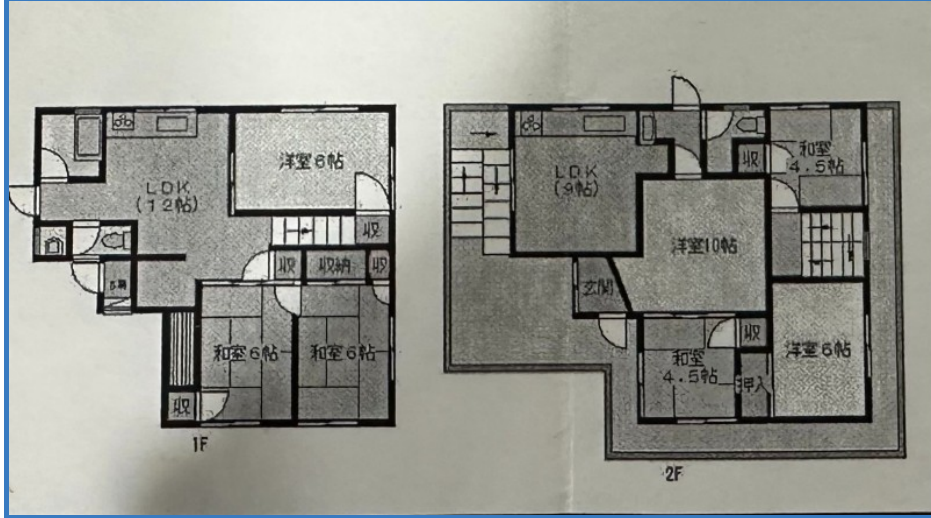 洋室6帖
LDK
(12帖)
収
収
収納
収
和室6帖
和室6帖
収
1F
LDK
(9帖)
和室
4.5帖
収
洋室10帖
玄関
洋室6帖
和室
4.5帖
収
押入
2F